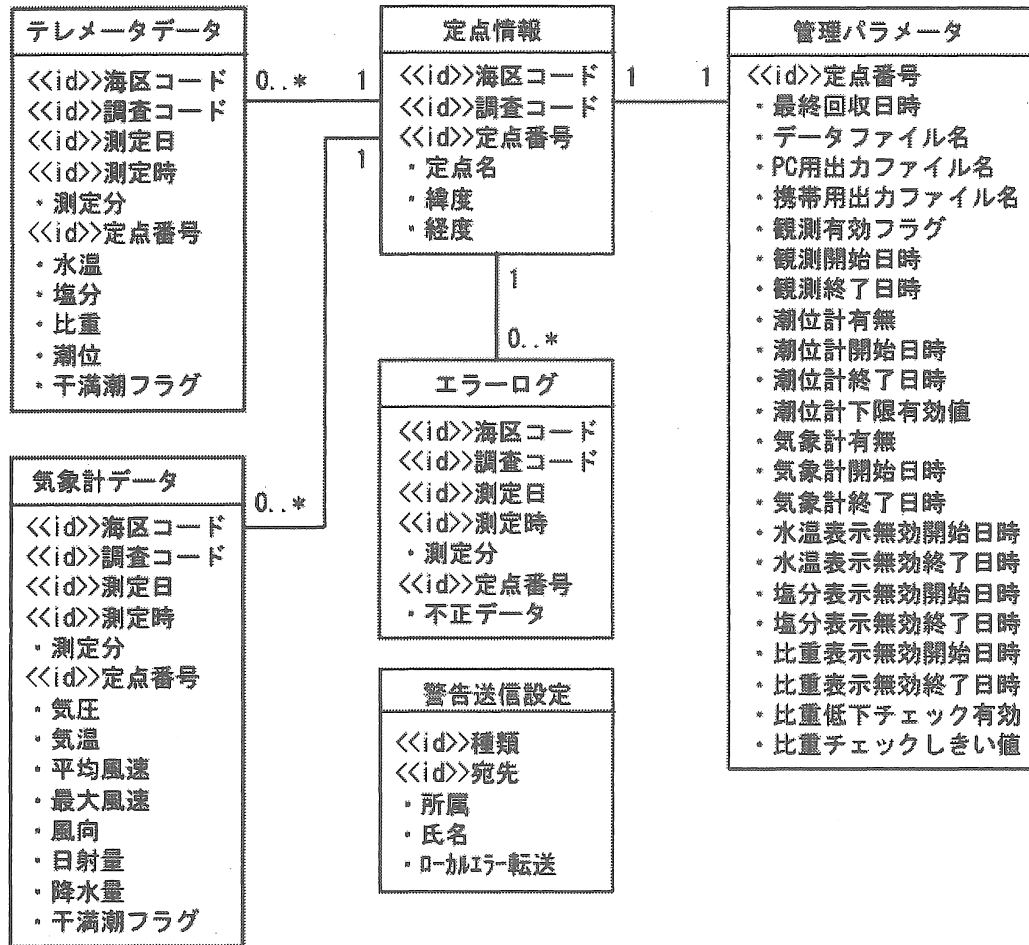 テレメータデータ
<<id>>海区コード
<<id>>調査コード
<<id>>測定日
<<id>>測定時
・測定分
<<id>>定点番号
・水温
・塩分
・比重
・潮位
・干満潮フラグ
0..*
1
定点情報
<<id>>海区コード
<<id>>調査コード
<<id>>定点番号
・定点名
・緯度
・経度
1
1
1
管理パラメータ
<<id>>定点番号
・最終回収日時
・データファイル名
・PC用出力ファイル名
・携帯用出力ファイル名
・観測有効フラグ
・観測開始日時
・観測終了日時
・潮位計有無
・潮位計開始日時
・潮位計終了日時
・潮位計下限有効値
・気象計有無
・気象計開始日時
・気象計終了日時
・水温表示無効開始日時
・水温表示無効終了日時
・塩分表示無効開始日時
・塩分表示無効終了日時
・比重表示無効開始日時
・比重表示無効終了日時
・比重低下チェック有効
・比重チェックしきい値
1
0..*
エラーログ
<<id>>海区コード
<<id>>調査コード
<<id>>測定日
<<id>>測定時
・測定分
<<id>>定点番号
・不正データ
気象計データ
<<id>>海区コード
<<id>>調査コード
<<id>>測定日
<<id>>測定時
・測定分
<<id>>定点番号
・気圧
・気温
・平均風速
・最大風速
・風向
・日射量
・降水量
・干満潮フラグ
0..*
警告送信設定
<<id>>種類
<<id>>宛先
・所属
・氏名
・ﾛｰｶﾙｴﾗｰ転送